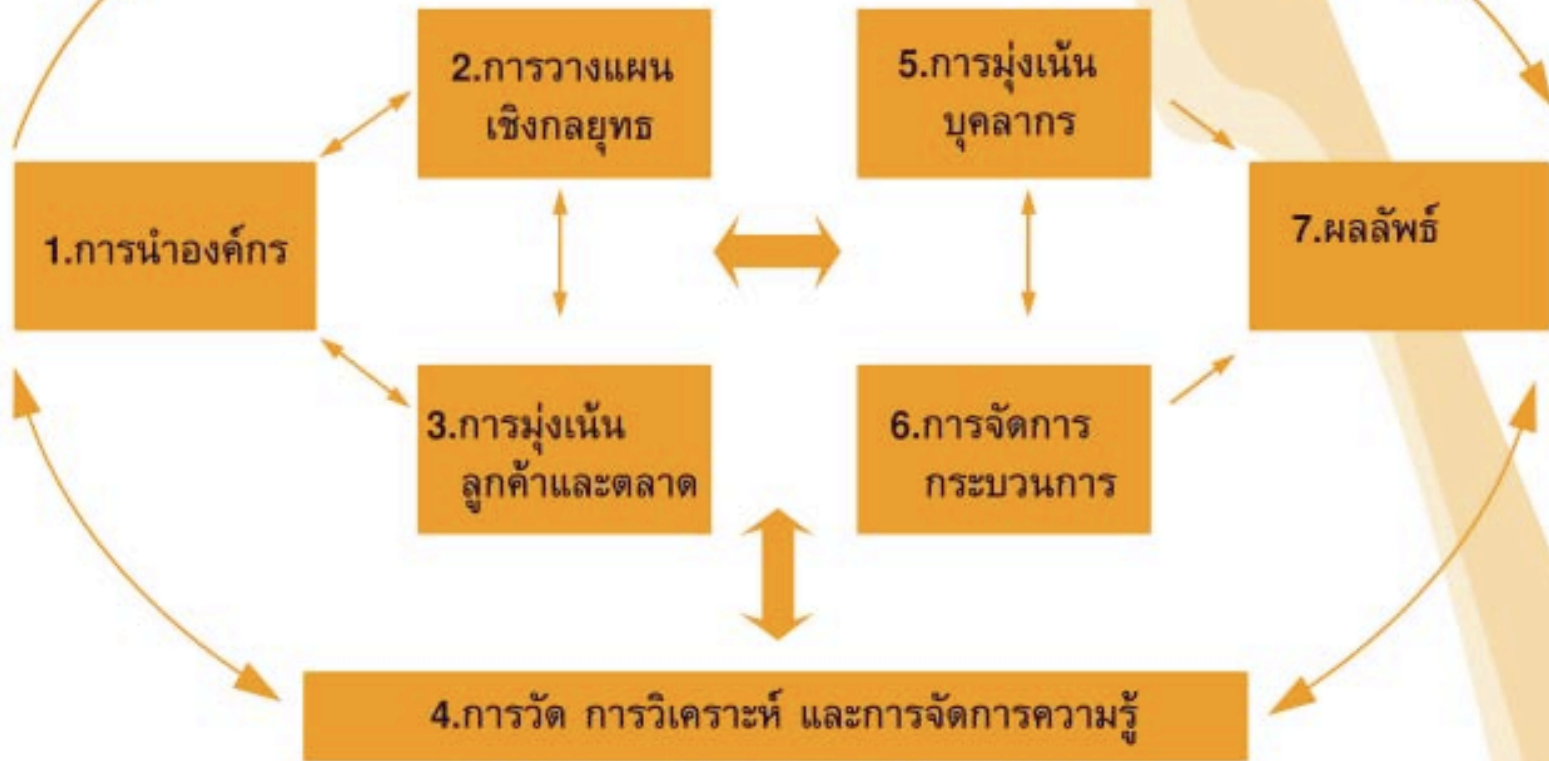 1.การนำองค์กร
2.การวางแผน
เชิงกลยุทธ
3.การมุ่งเน้น
ลูกค้าและตลาด
4.การวัด การวิเคราะห์ และการจัดการความรู้
5.การมุ่งเน้น
บุคลากร
6.การจัดการ
กระบวนการ
7.ผลลัพธ์